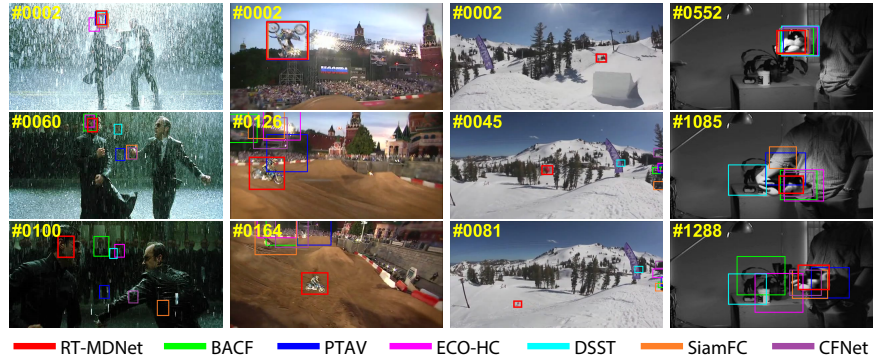 #0002 #0002 #0002 #0552
#0060 #0126 #0045 #1085
#0100 #0164 #0081 #1288
RT-MDNet BACF PTAV ECO-HC DSST SiamFC CFNet